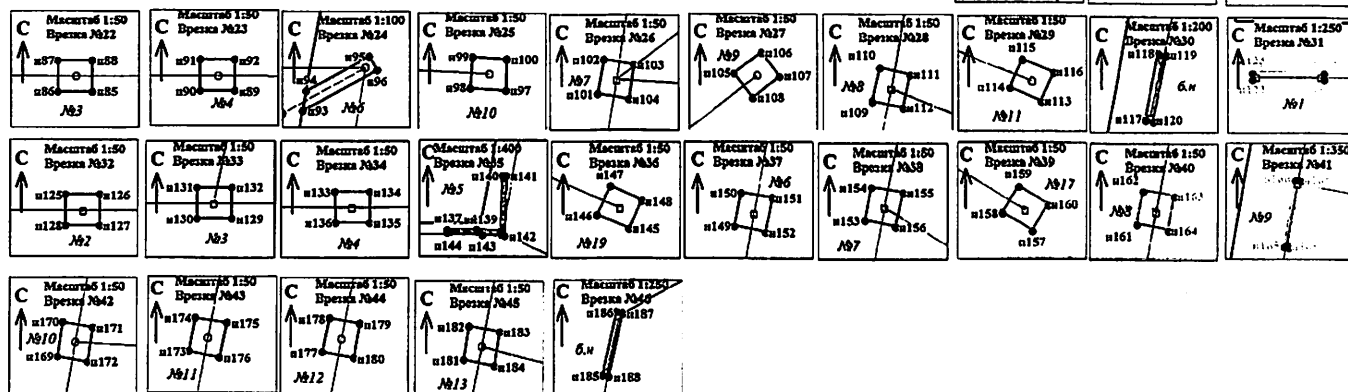 Масштаб 1:50
Врезка №22
С
п87
п88
п86
п85
№3
Масштаб 1:50
Врезка №23
С
п91
п92
п90
п89
№4
Масштаб 1:100
Врезка №24
С
п95
п94
п96
п93
№6
Масштаб 1:50
Врезка №25
С
п99
п100
п98
п97
№10
Масштаб 1:50
Врезка №26
С
п102
п103
№7
п101
п104
Масштаб 1:50
Врезка №27
С
№9
п106
п105
п107
п108
Масштаб 1:50
Врезка №28
С
п110
п111
№8
п109
п112
Масштаб 1:50
Врезка №29
С
п115
п116
п114
п113
№11
Масштаб 1:200
Врезка №30
С
п118
п119
б.н
п117
п120
Масштаб 1:250
Врезка №31
С
№1
Масштаб 1:50
Врезка №32
С
п125
п126
п128
п127
№2
Масштаб 1:50
Врезка №33
С
п131
п132
п130
п129
№3
Масштаб 1:50
Врезка №34
С
п133
п134
п136
п135
№4
Масштаб 1:400
Врезка №35
С
п140
п141
№5
п137
п139
п144
п143
п142
Масштаб 1:50
Врезка №36
С
п147
п148
п146
п145
№19
Масштаб 1:50
Врезка №37
С
№6
п150
п151
п149
п152
Масштаб 1:50
Врезка №38
С
п154
п155
п153
п156
№7
Масштаб 1:50
Врезка №39
С
п159
№17
п160
п158
п157
Масштаб 1:50
Врезка №40
С
п162
п163
№8
п161
п164
Масштаб 1:350
Врезка №41
С
№9
Масштаб 1:50
Врезка №42
С
п170
п171
№10
п169
п172
Масштаб 1:50
Врезка №43
С
п174
п175
п173
п176
№11
Масштаб 1:50
Врезка №44
С
п178
п179
п177
п180
№12
Масштаб 1:50
Врезка №45
С
п182
п183
п181
п184
№13
Масштаб 1:250
Врезка №46
С
п186
п187
б.н
п185
п188